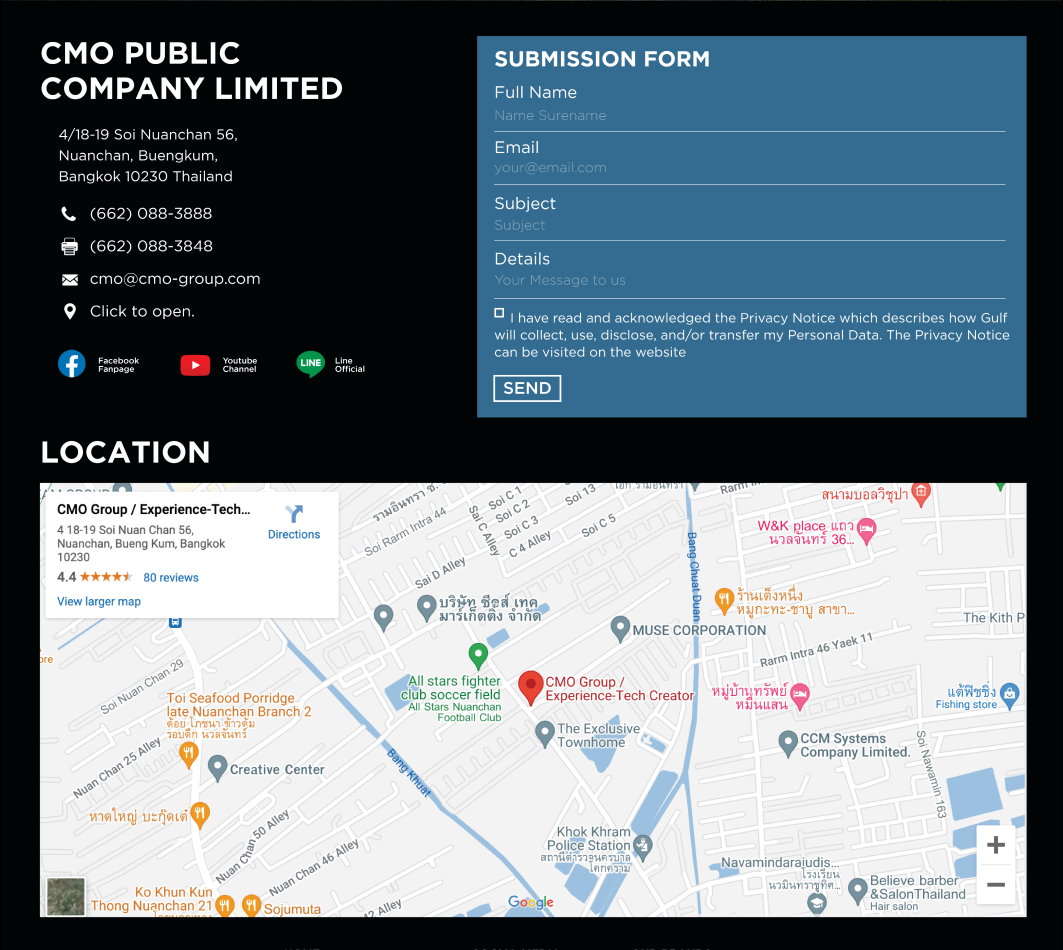 CMO PUBLIC
COMPANY LIMITED
4/18-19 Soi Nuanchan 56,
Nuanchan, Buengkum,
Bangkok 10230 Thailand
(662) 088-3888
(662) 088-3848
cmo@cmo-group.com
Click to open.
Facebook
Fanpage
Youtube
Channel
LINE
Line
Official
SUBMISSION FORM
Full Name
Name Surename
Email
your@email.com
Subject
Subject
Details
Your Message to us
I have read and acknowledged the Privacy Notice which describes how Gulf
will collect, use, disclose, and/or transfer my Personal Data. The Privacy Notice
can be visited on the website
SEND
LOCATION
CMO Group / Experience-Tech...
4 18-19 Soi Nuan Chan 56,
Nuanchan, Bueng Kum, Bangkok
10230
Directions
4.4
80 reviews
View larger map
รามอินทรา ซ.
Soi Rarm Intra 44
Soi C 1
Soi C 2
Soi C 3
C 4 Alley
Soi 13
Soi C 5
Sai C Alley
Sai D Alley
Bang Chuat Duan
Rarm Intra
สนามบอลวิชูปา
W&K place แถว
นวลจันทร์ 36...
ร้านเต็งหนึ่ง
หมูกะทะ-ชาบู สาขา...
บริษัท ซีอีส์ เทค
มาร์เก็ตติ้ง จำกัด
MUSE CORPORATION
The Kith P
Rarm Intra 46 Yaek 11
ore
Soi Nuan Chan 29
All stars fighter
club soccer field
All Stars Nuanchan
Football Club
CMO Group /
Experience-Tech Creator
หมู่บ้านทรัพย์
หมื่นแสน
แต้ฟิชชิ่ง
Fishing store
Toi Seafood Porridge
late Nuanchan Branch 2
ต้อย โภชนา ข้าวต้ม
รอบดึก นวลจันทร์
The Exclusive
Townhome
CCM Systems
Company Limited.
Nuan Chan 25 Alley
Creative Center
Bang Khuat
Soi Nawamin 163
หาดใหญ่ บะกุ๊ดเต๋
Nuan Chan 50 Alley
Nuan Chan 46 Alley
Khok Khram
Police Station
สถานีตำรวจนครบาล
โคกคราม
Navamindarajudis...
โรงเรียน
นวมินทราชูทิศ...
Believe barber
&SalonThailand
Hair salon
Ko Khun Kun
Thong Nuanchan 21
Sojumuta
42 Alley
Google